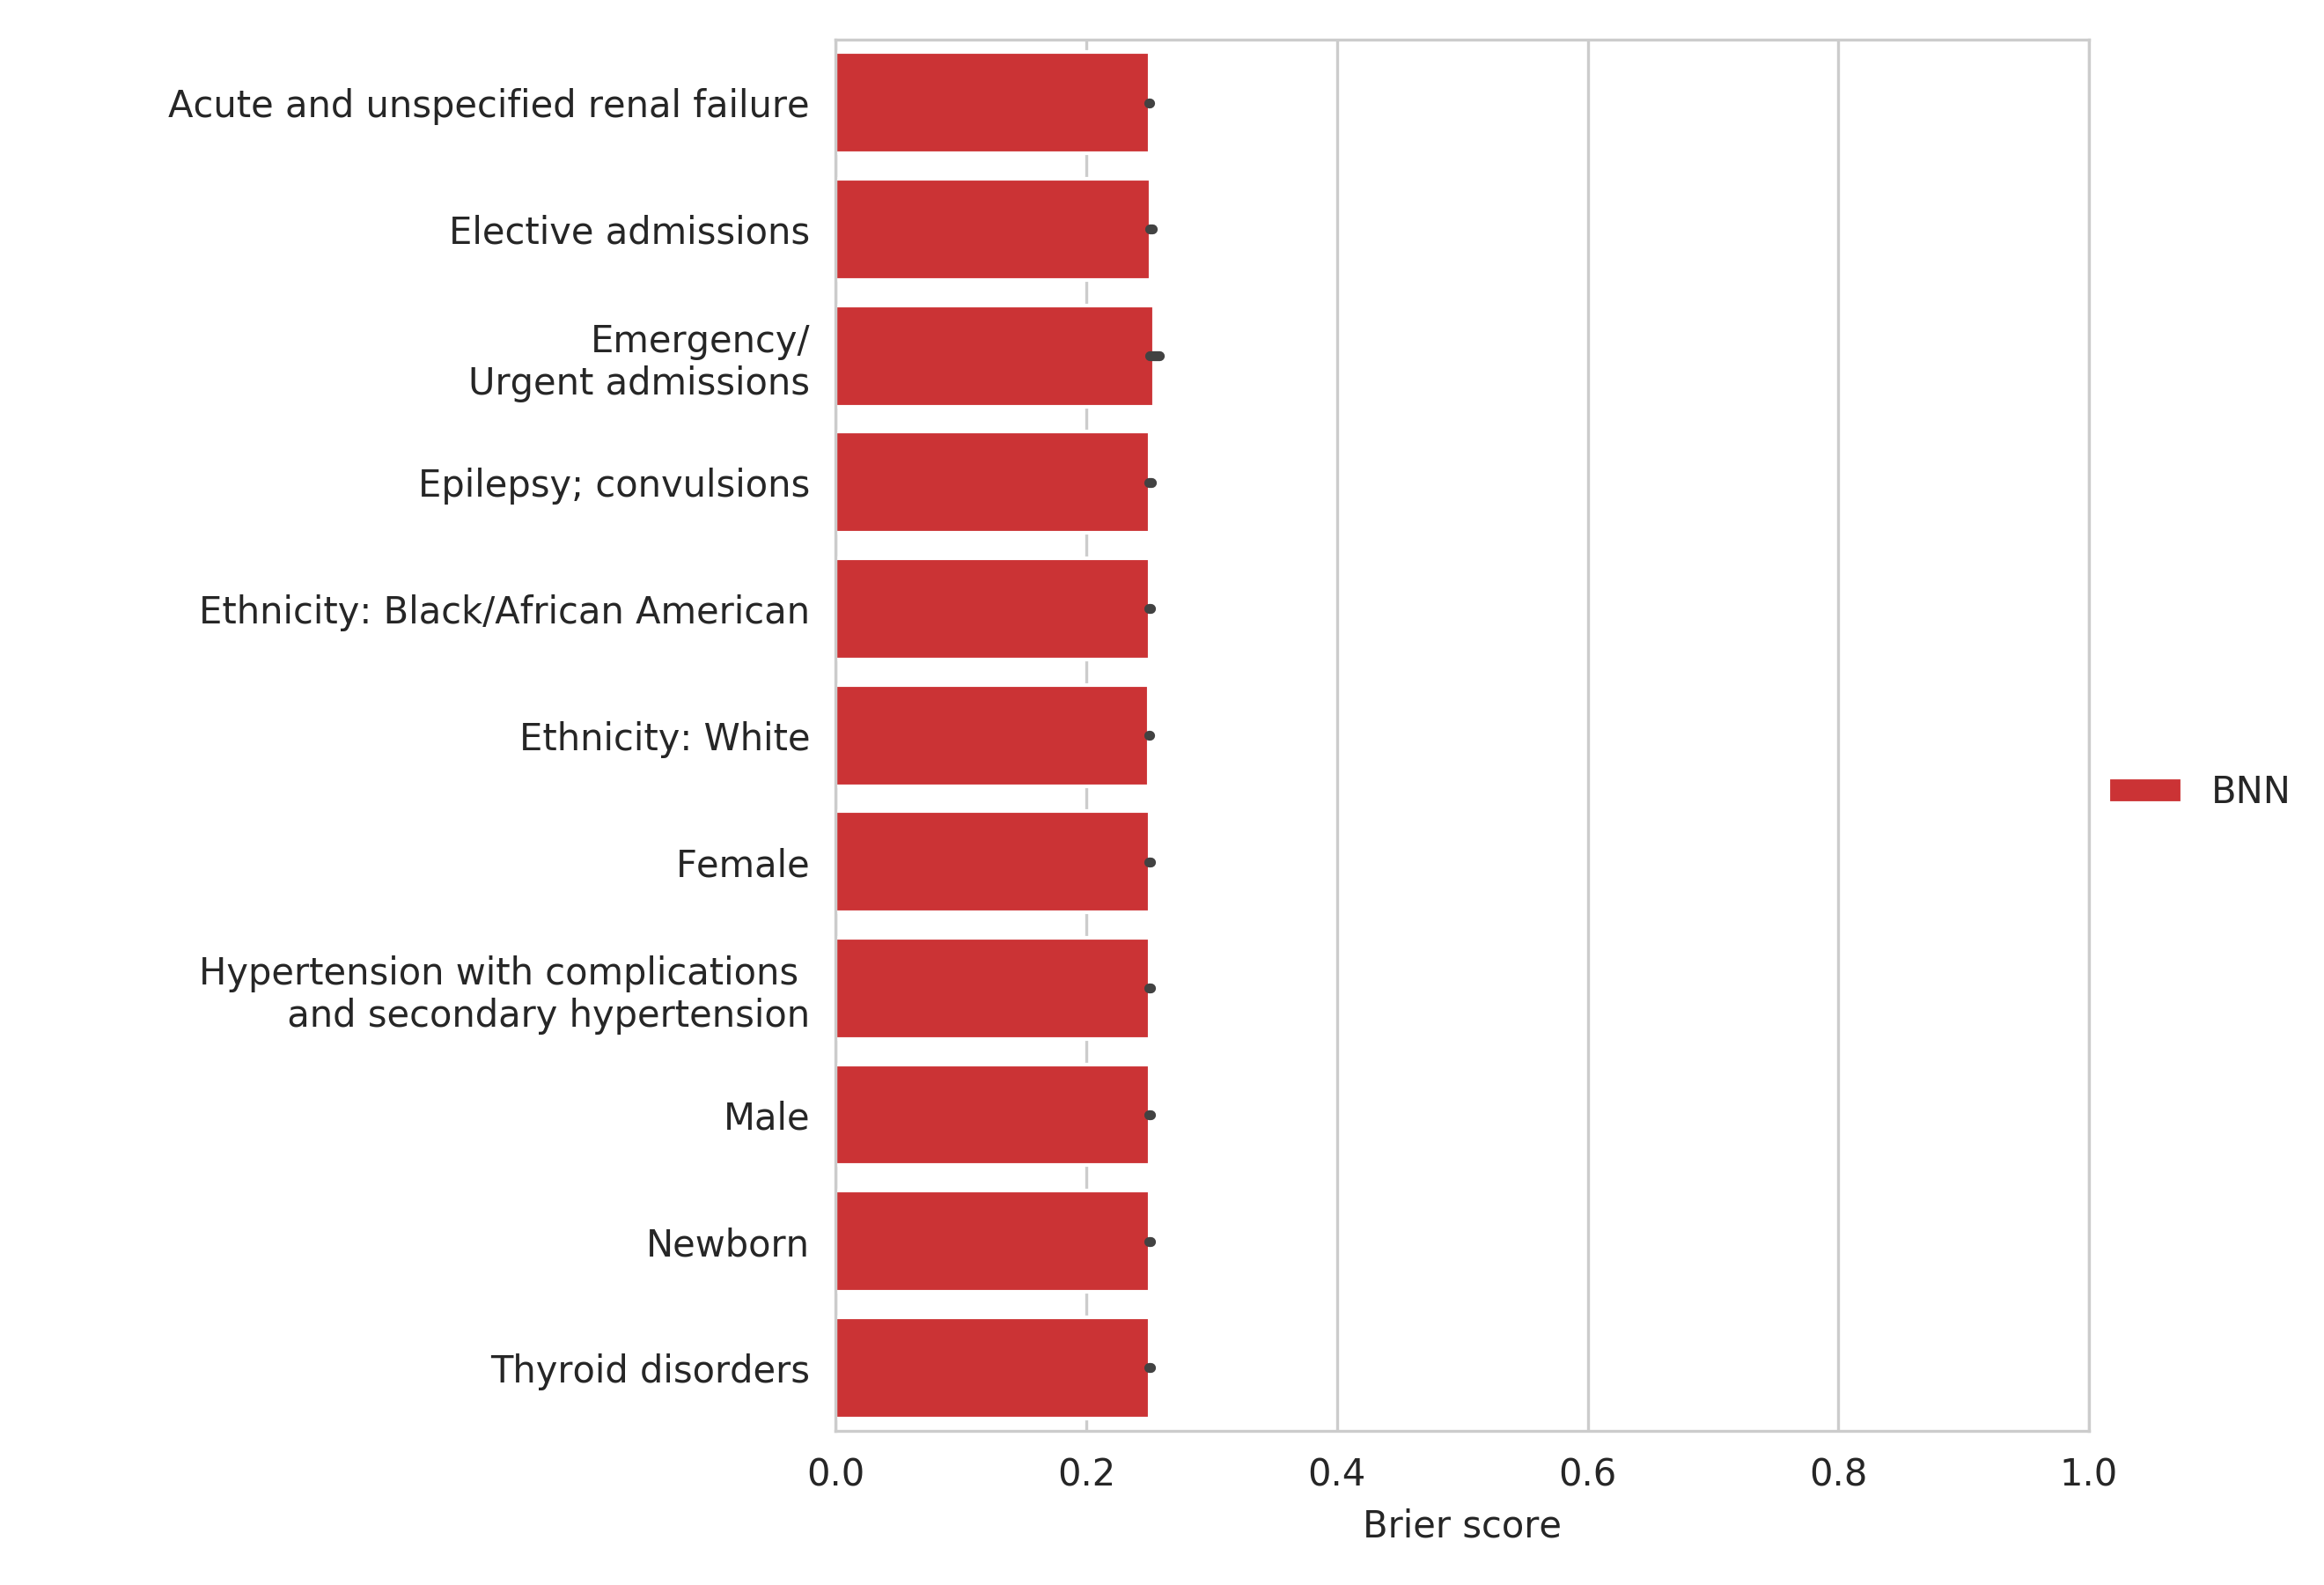 Acute and unspecified renal failure
Elective admissions
Emergency/
Urgent admissions
Epilepsy; convulsions
Ethnicity: Black/African American
Ethnicity: White
Female
Hypertension with complications
and secondary hypertension
Male
Newborn
Thyroid disorders
0.0 0.2 0.4 0.6 0.8 1.0
Brier score
BNN